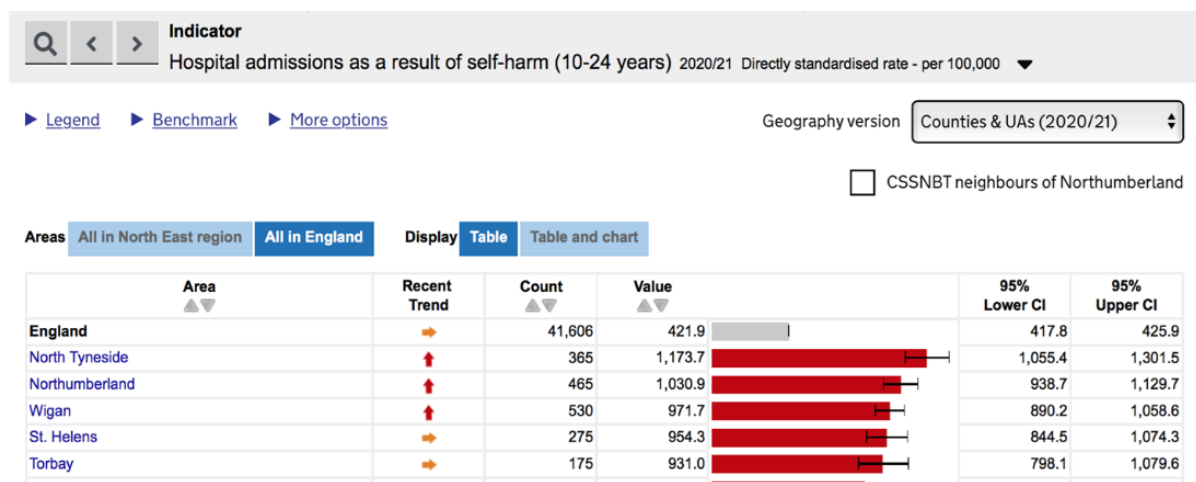 Indicator
Hospital admissions as a result of self-harm (10-24 years) 2020/21 Directly standardised rate - per 100,000
Legend Benchmark More options Geography version Counties & UAs (2020/21)
CSSNBT neighbours of Northumberland
Areas All in North East region All in England Display Table Table and chart
Area Recent Trend Count Value 95% Lower CI 95% Upper CI
England 41,606 421.9 417.8 425.9
North Tyneside 365 1,173.7 1,055.4 1,301.5
Northumberland 465 1,030.9 938.7 1,129.7
Wigan 530 971.7 890.2 1,058.6
St. Helens 275 954.3 844.5 1,074.3
Torbay 175 931.0 798.1 1,079.6